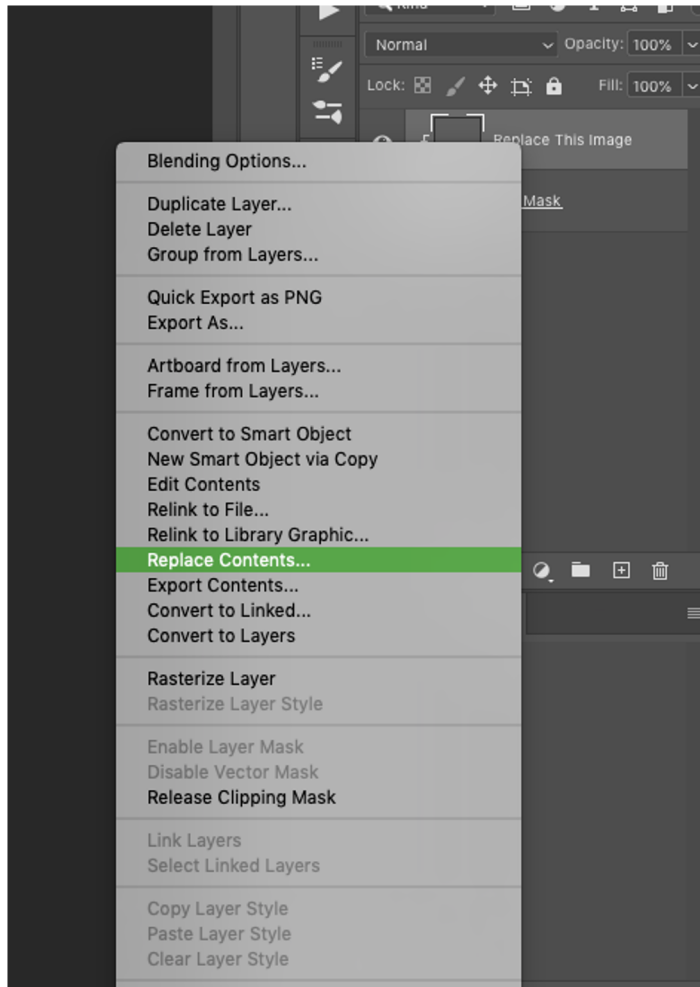 Normal
Opacity: 100%
Lock:
Fill: 100%
Replace This Image
Mask
Blending Options...
Duplicate Layer...
Delete Layer
Group from Layers...
Quick Export as PNG
Export As...
Artboard from Layers...
Frame from Layers...
Convert to Smart Object
New Smart Object via Copy
Edit Contents
Relink to File...
Relink to Library Graphic...
Replace Contents...
Export Contents...
Convert to Linked...
Convert to Layers
Rasterize Layer
Rasterize Layer Style
Enable Layer Mask
Disable Vector Mask
Release Clipping Mask
Link Layers
Select Linked Layers
Copy Layer Style
Paste Layer Style
Clear Layer Style